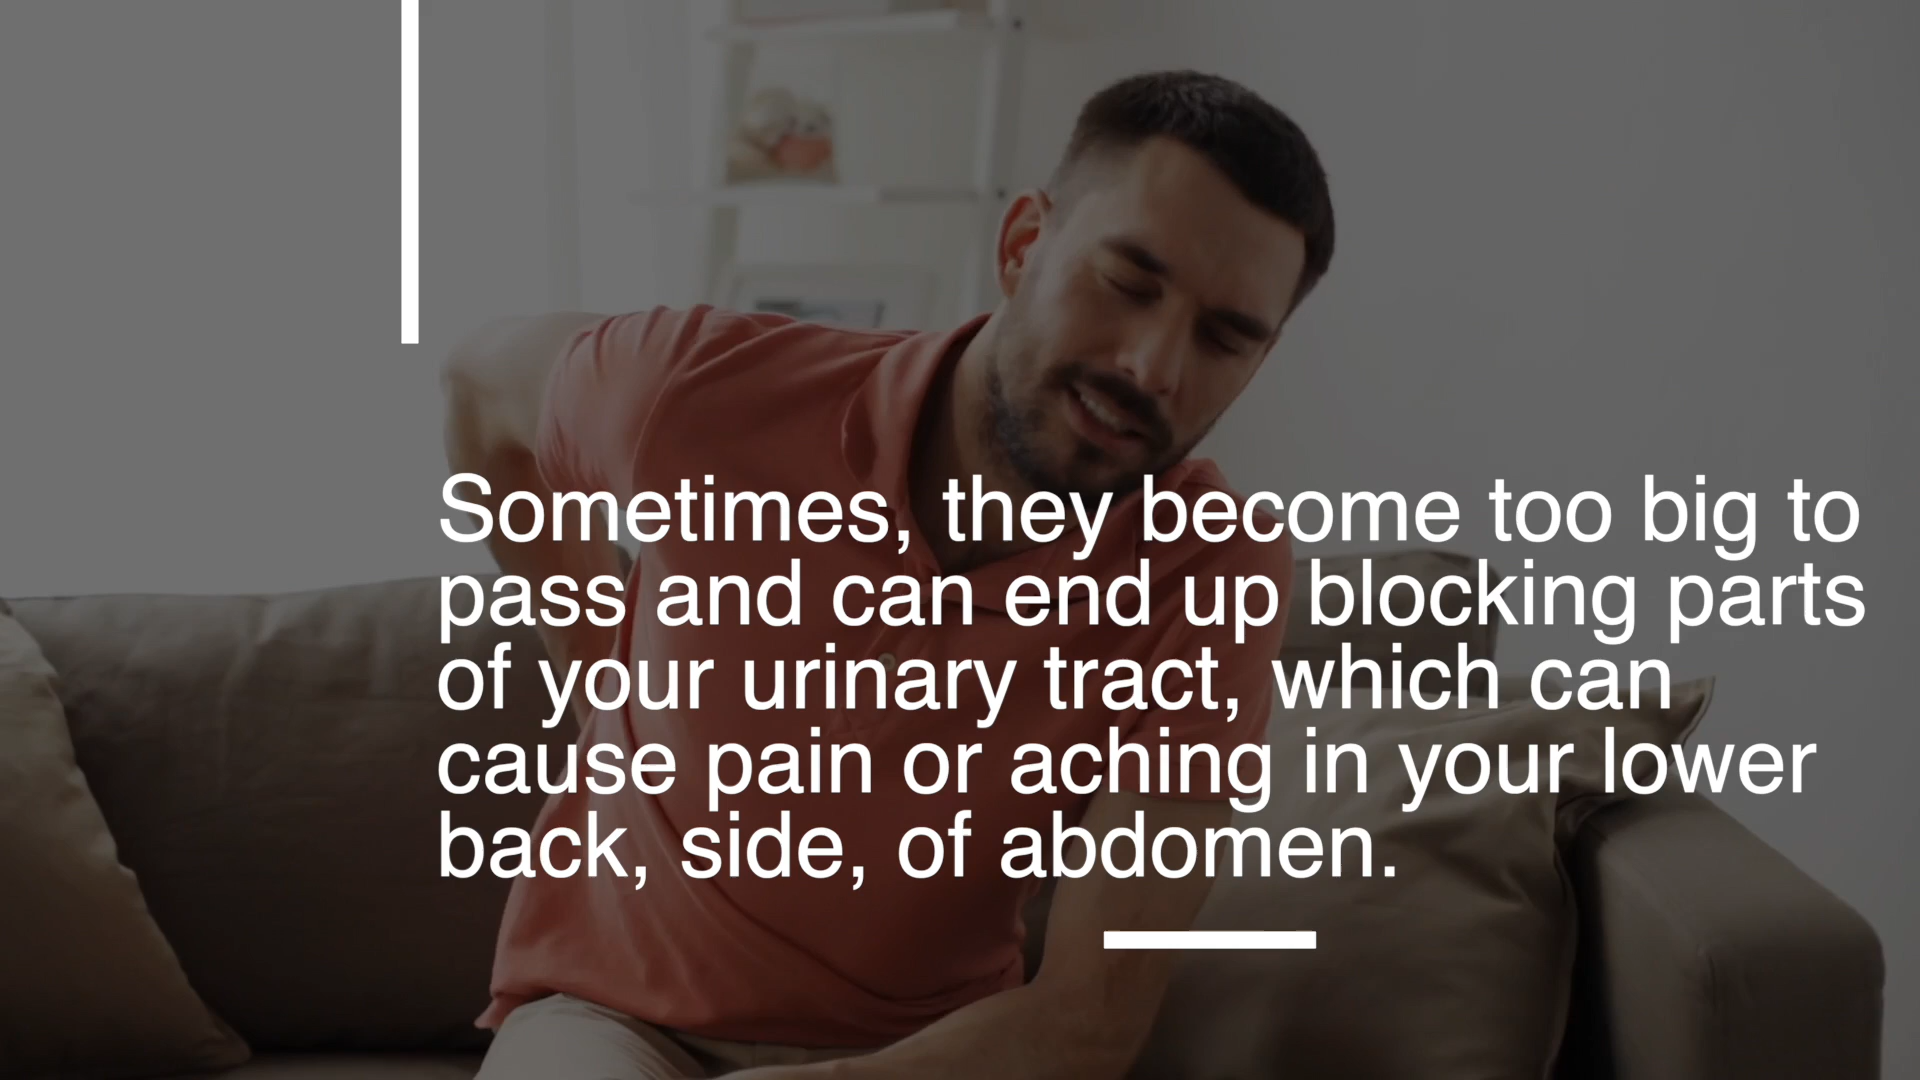 Sometimes, they become too big to
pass and can end up blocking parts
of your urinary tract, which can
cause pain or aching in your lower
back, side, of abdomen.